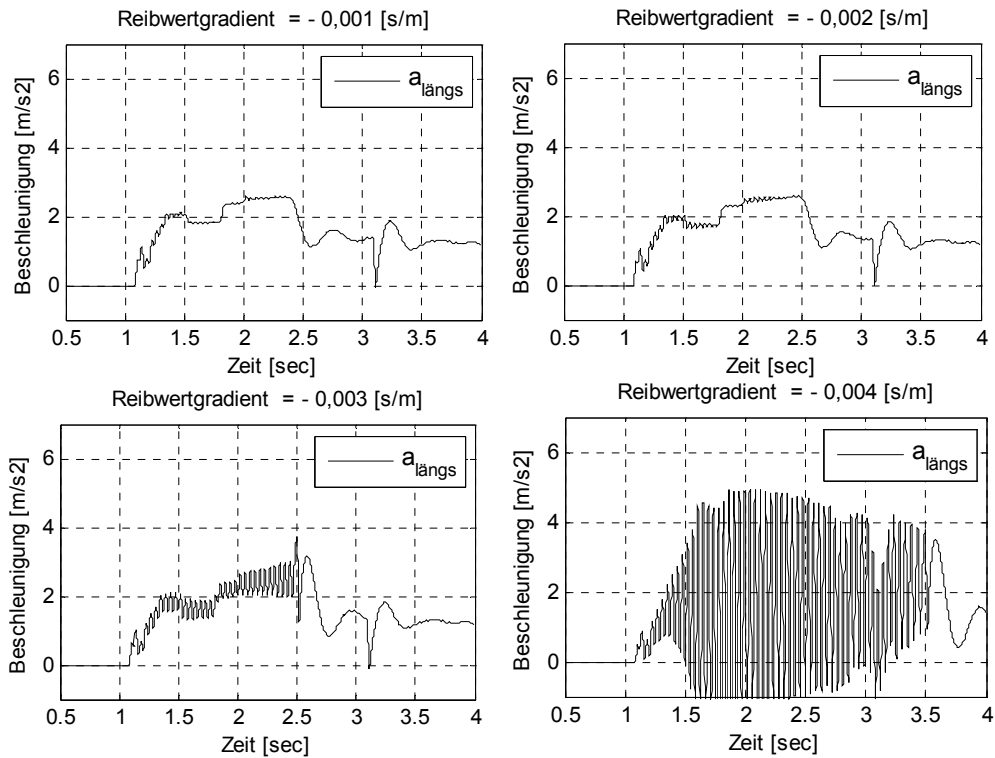 Reibwertgradient = - 0,001 [s/m]
Beschleunigung [m/s2]
6
4
2
0
a längs
0.5 1 1.5 2 2.5 3 3.5 4
Zeit [sec]
Reibwertgradient = - 0,002 [s/m]
Beschleunigung [m/s2]
6
4
2
0
a längs
0.5 1 1.5 2 2.5 3 3.5 4
Zeit [sec]
Reibwertgradient = - 0,003 [s/m]
Beschleunigung [m/s2]
6
4
2
0
a längs
0.5 1 1.5 2 2.5 3 3.5 4
Zeit [sec]
Reibwertgradient = - 0,004 [s/m]
Beschleunigung [m/s2]
6
4
2
0
a längs
0.5 1 1.5 2 2.5 3 3.5 4
Zeit [sec]